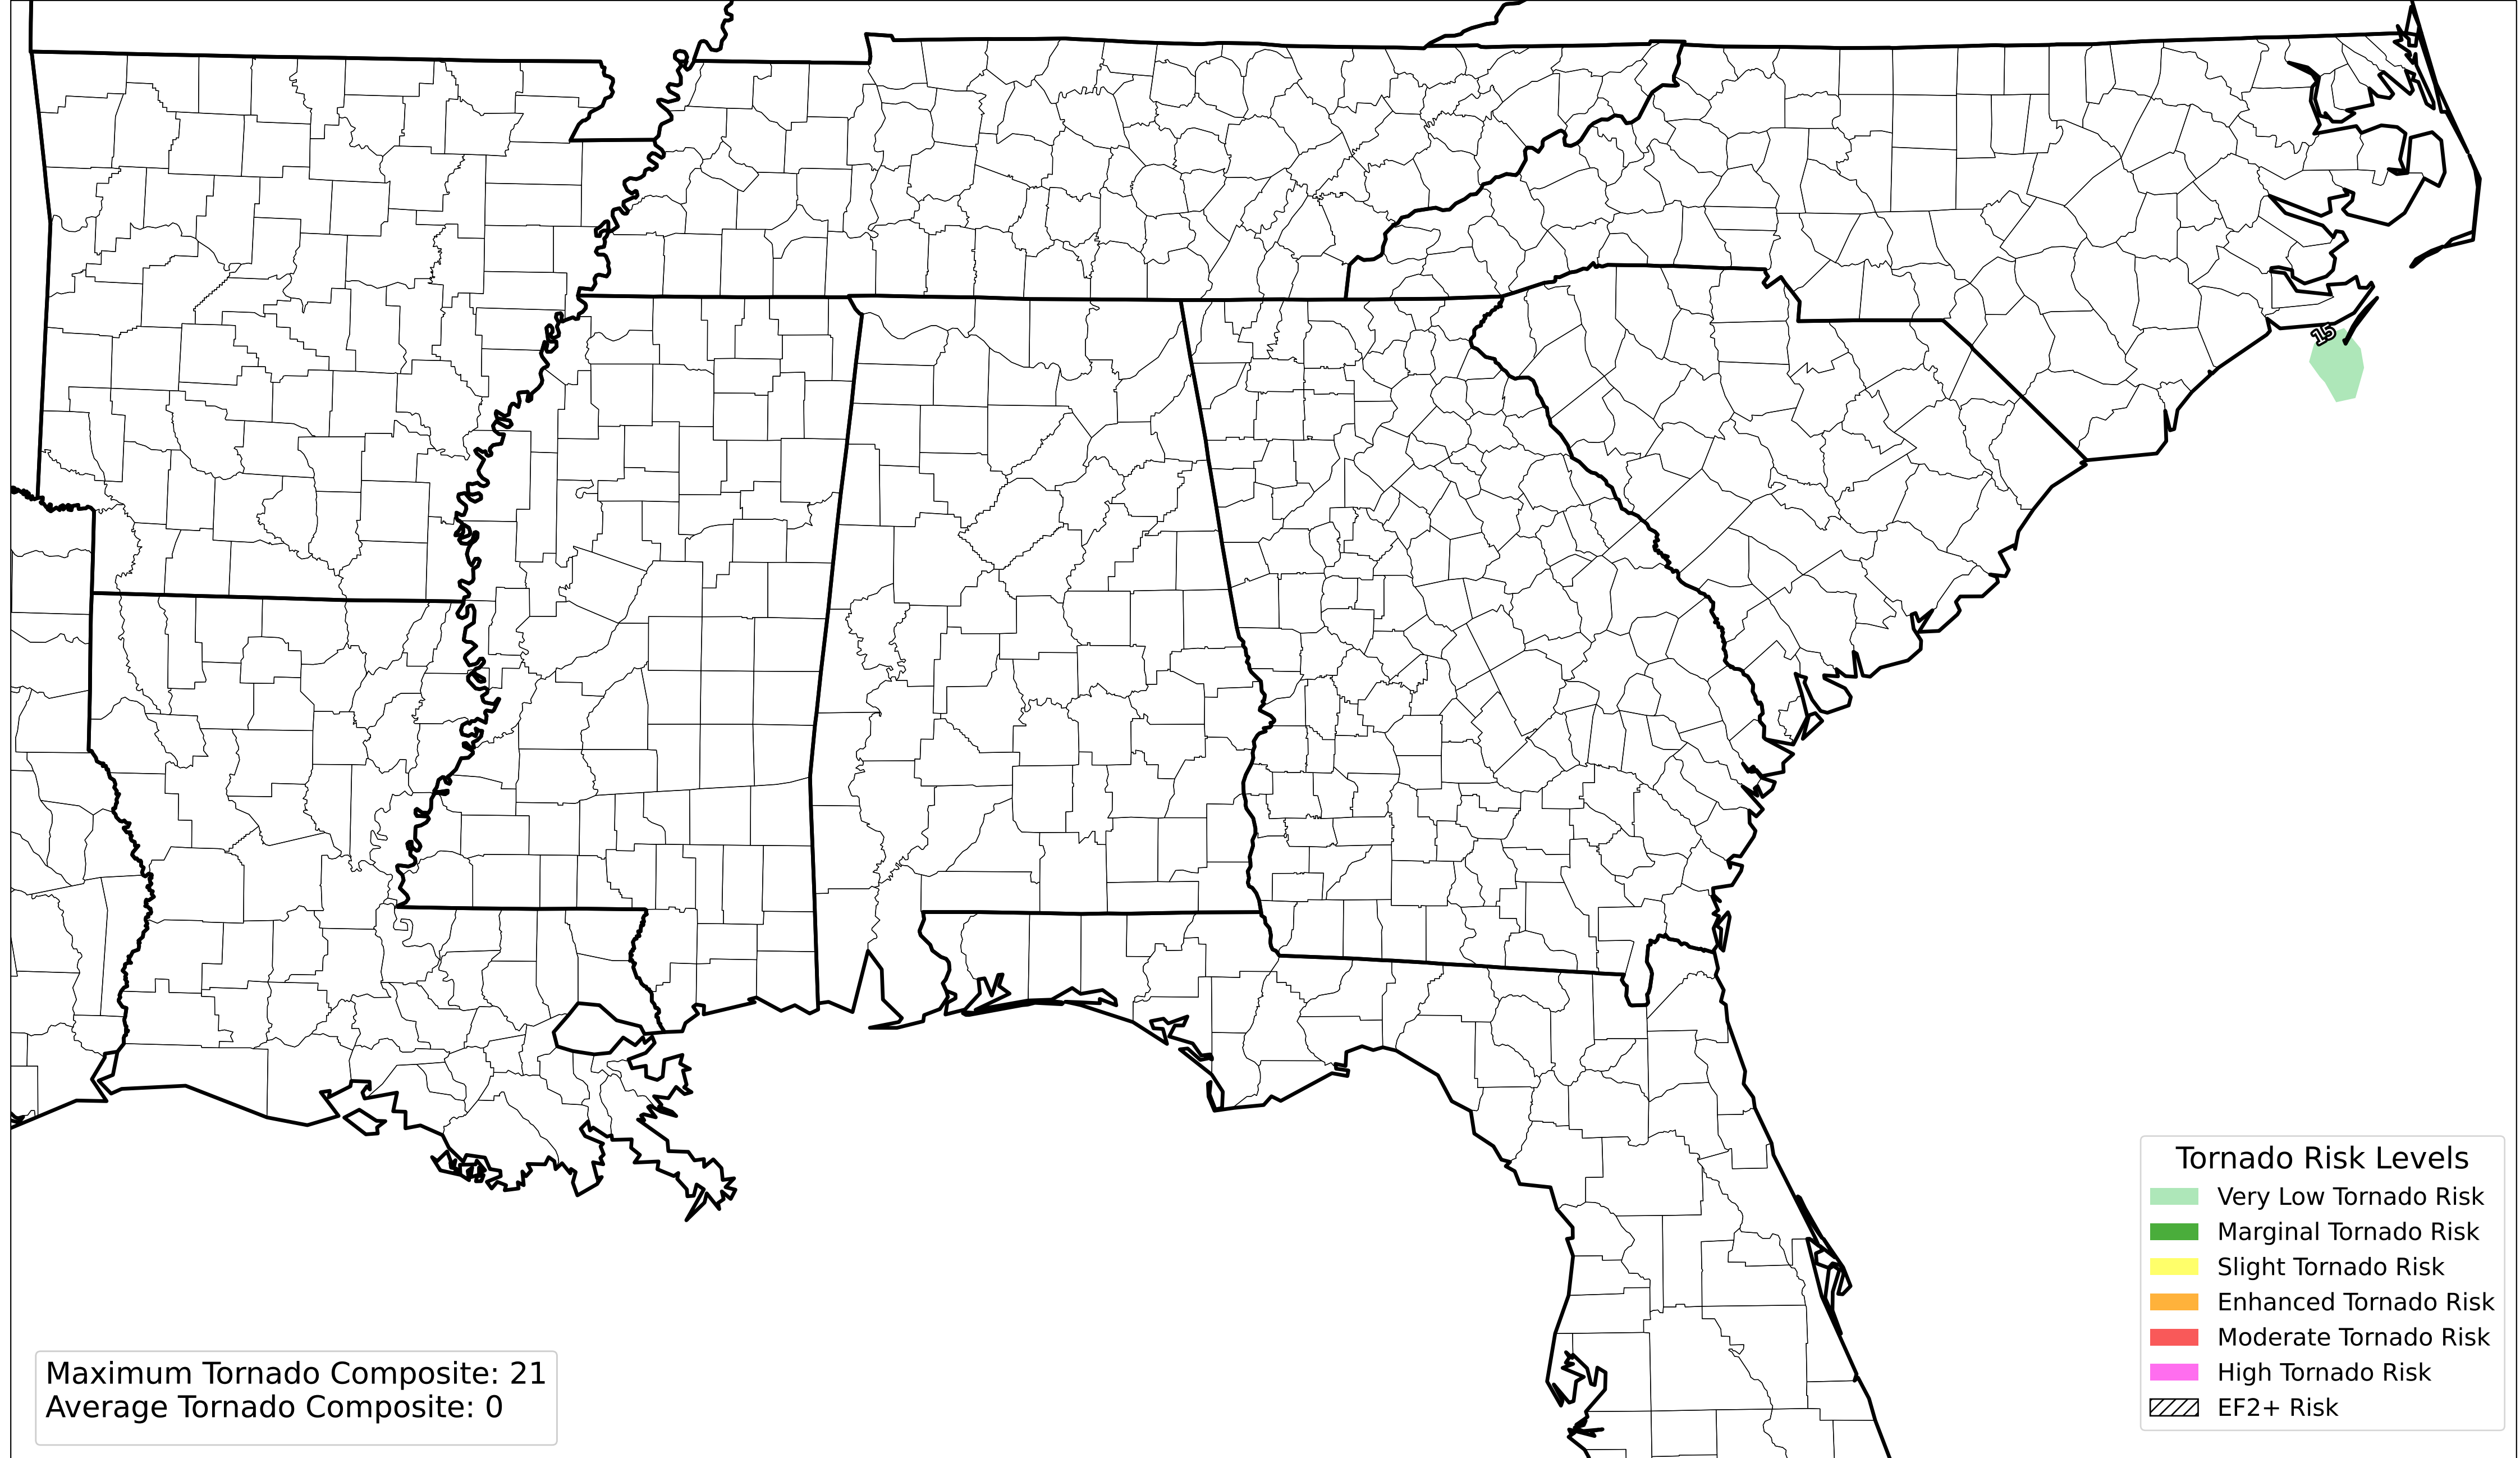 15
Tornado Risk Levels
Very Low Tornado Risk
Marginal Tornado Risk
Slight Tornado Risk
Enhanced Tornado Risk
Moderate Tornado Risk
High Tornado Risk
EF2+ Risk
Maximum Tornado Composite: 21
Average Tornado Composite: 0